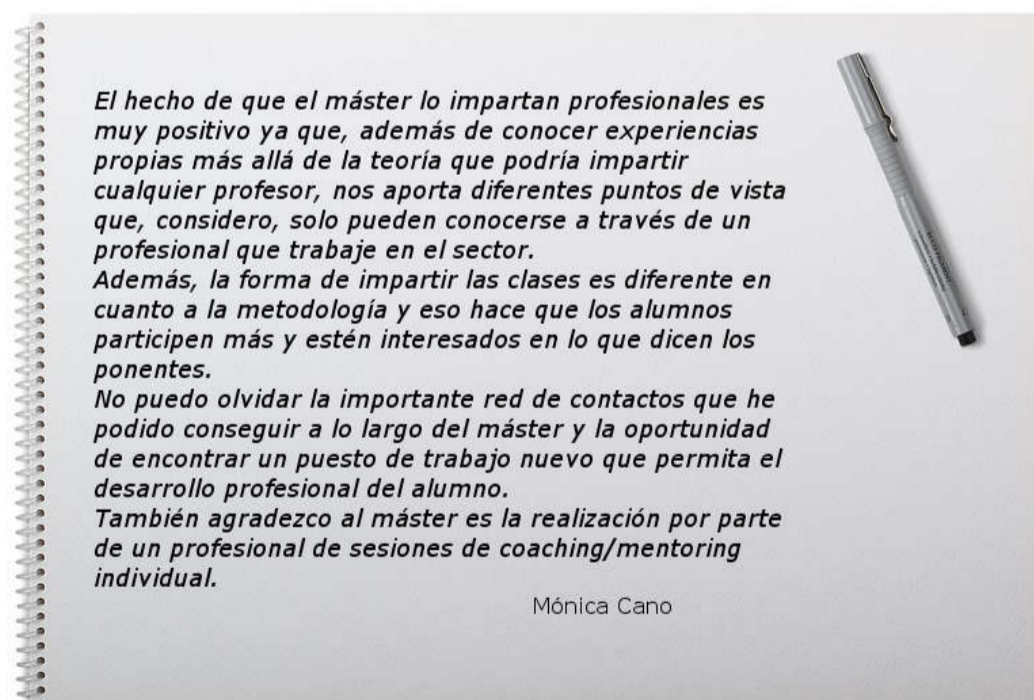 El hecho de que el máster lo impartan profesionales es
muy positivo ya que, además de conocer experiencias
propias más allá de la teoría que podría impartir
cualquier profesor, nos aporta diferentes puntos de vista
que, considero, solo pueden conocerse a través de un
profesional que trabaje en el sector.
Además, la forma de impartir las clases es diferente en
cuanto a la metodología y eso hace que los alumnos
participen más y estén interesados en lo que dicen los
ponentes.
No puedo olvidar la importante red de contactos que he
podido conseguir a lo largo del máster y la oportunidad
de encontrar un puesto de trabajo nuevo que permita el
desarrollo profesional del alumno.
También agradezco al máster es la realización por parte
de un profesional de sesiones de coaching/mentoring
individual.
Mónica Cano